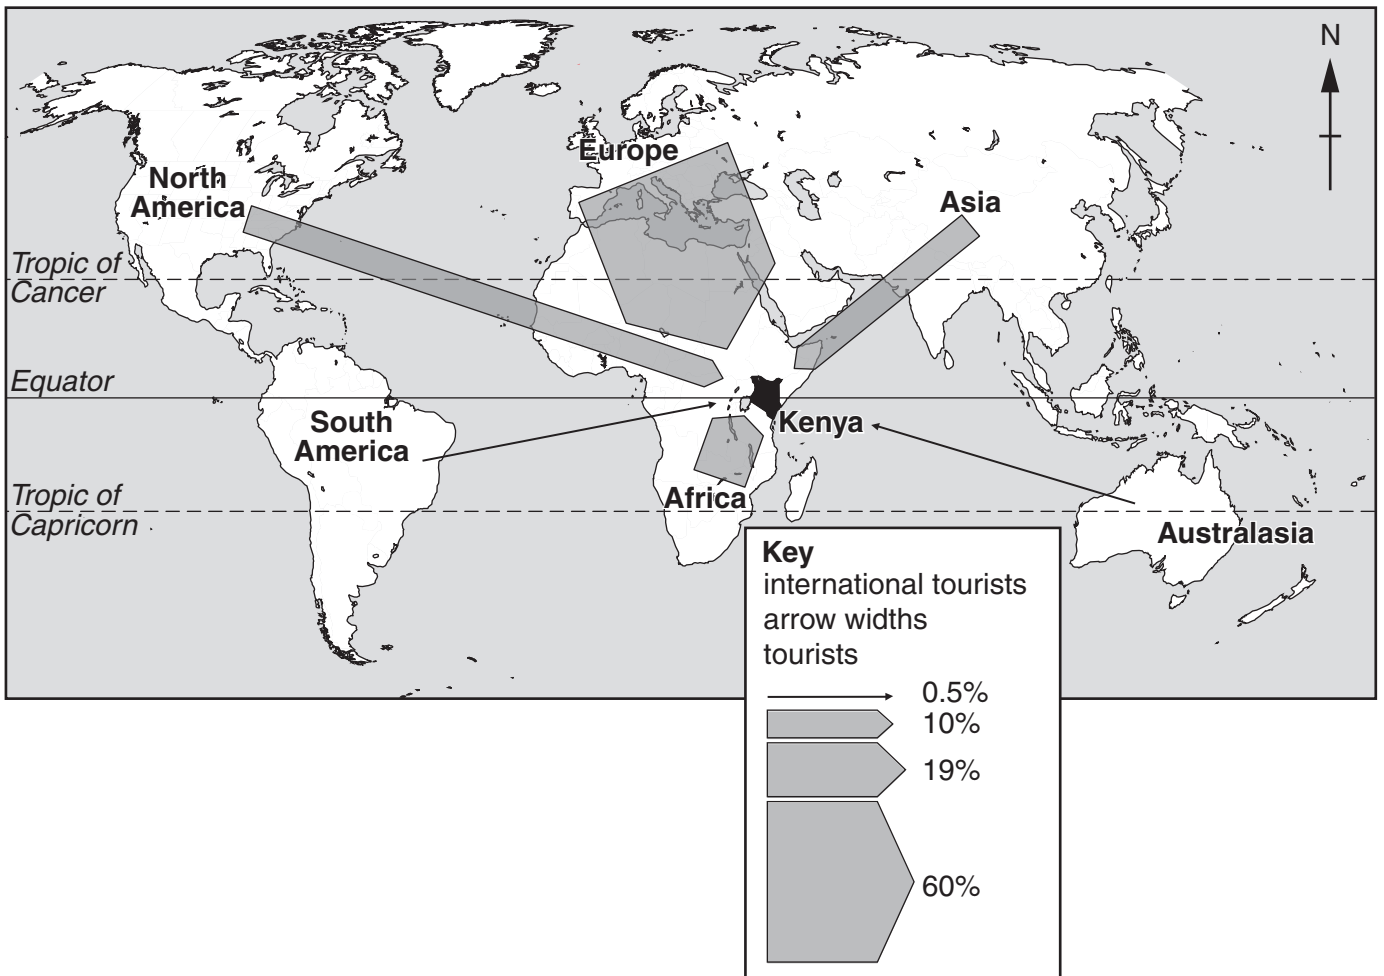 N
Europe
North
America
Asia
Tropic of
Cancer
Equator
South
America
Kenya
Africa
Tropic of
Capricorn
Australasia
Key
international tourists
arrow widths
tourists
0.5%
10%
19%
60%